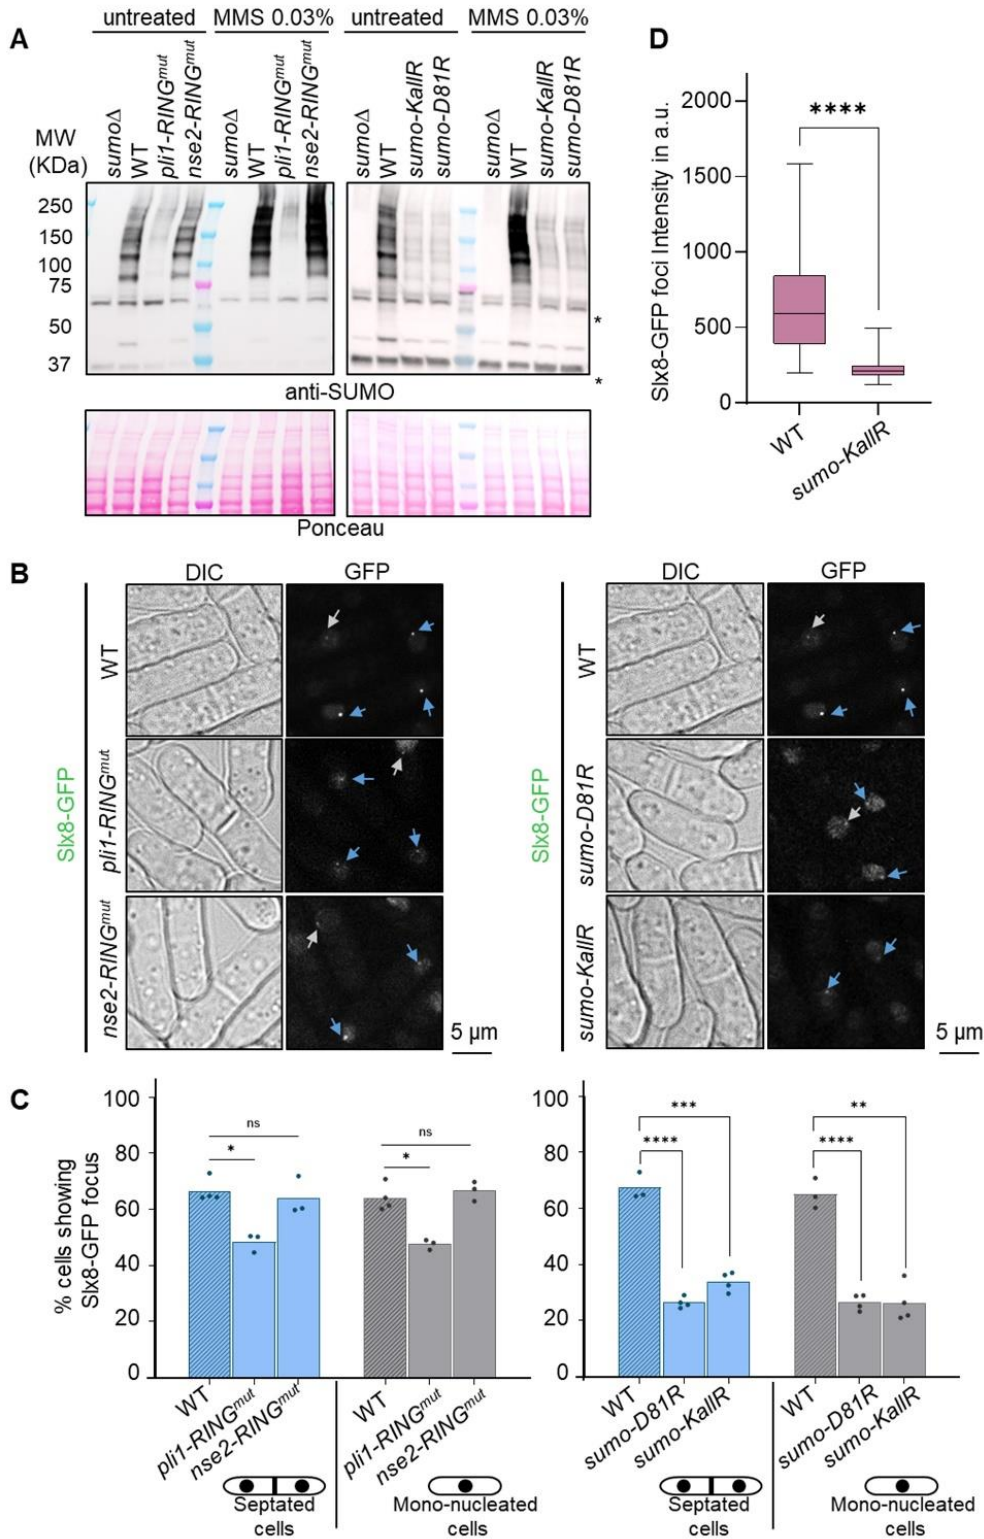 A
untreated MMS 0.03% untreated MMS 0.03%
MW
(KDa)
sumoΔ
WT
pli1-RINGmut
nse2-RINGmut
sumoΔ
WT
pli1-RINGmut
nse2-RINGmut
sumoΔ
WT
sumo-KallR
sumo-D81R
sumoΔ
WT
sumo-KallR
sumo-D81R
250
150
100
75
50
37
*
*
anti-SUMO
Ponceau
D
Slx8-GFP foci Intensity in a.u.
2000
1500
1000
500
0
****
WT
sumo-KallR
B
DIC GFP
Slx8-GFP
WT
pli1-RINGmut
nse2-RINGmut
5 µm
DIC GFP
Slx8-GFP
WT
sumo-D81R
sumo-KallR
5 µm
C
% cells showing
Slx8-GFP focus
100
80
60
40
20
0
ns
*
ns
*
WT
pli1-RINGmut
nse2-RINGmut
WT
pli1-RINGmut
nse2-RINGmut
Septated
cells
Mono-nucleated
cells
100
80
60
40
20
0
***
****
**
****
WT
sumo-D81R
sumo-KallR
WT
sumo-D81R
sumo-KallR
Septated
cells
Mono-nucleated
cells